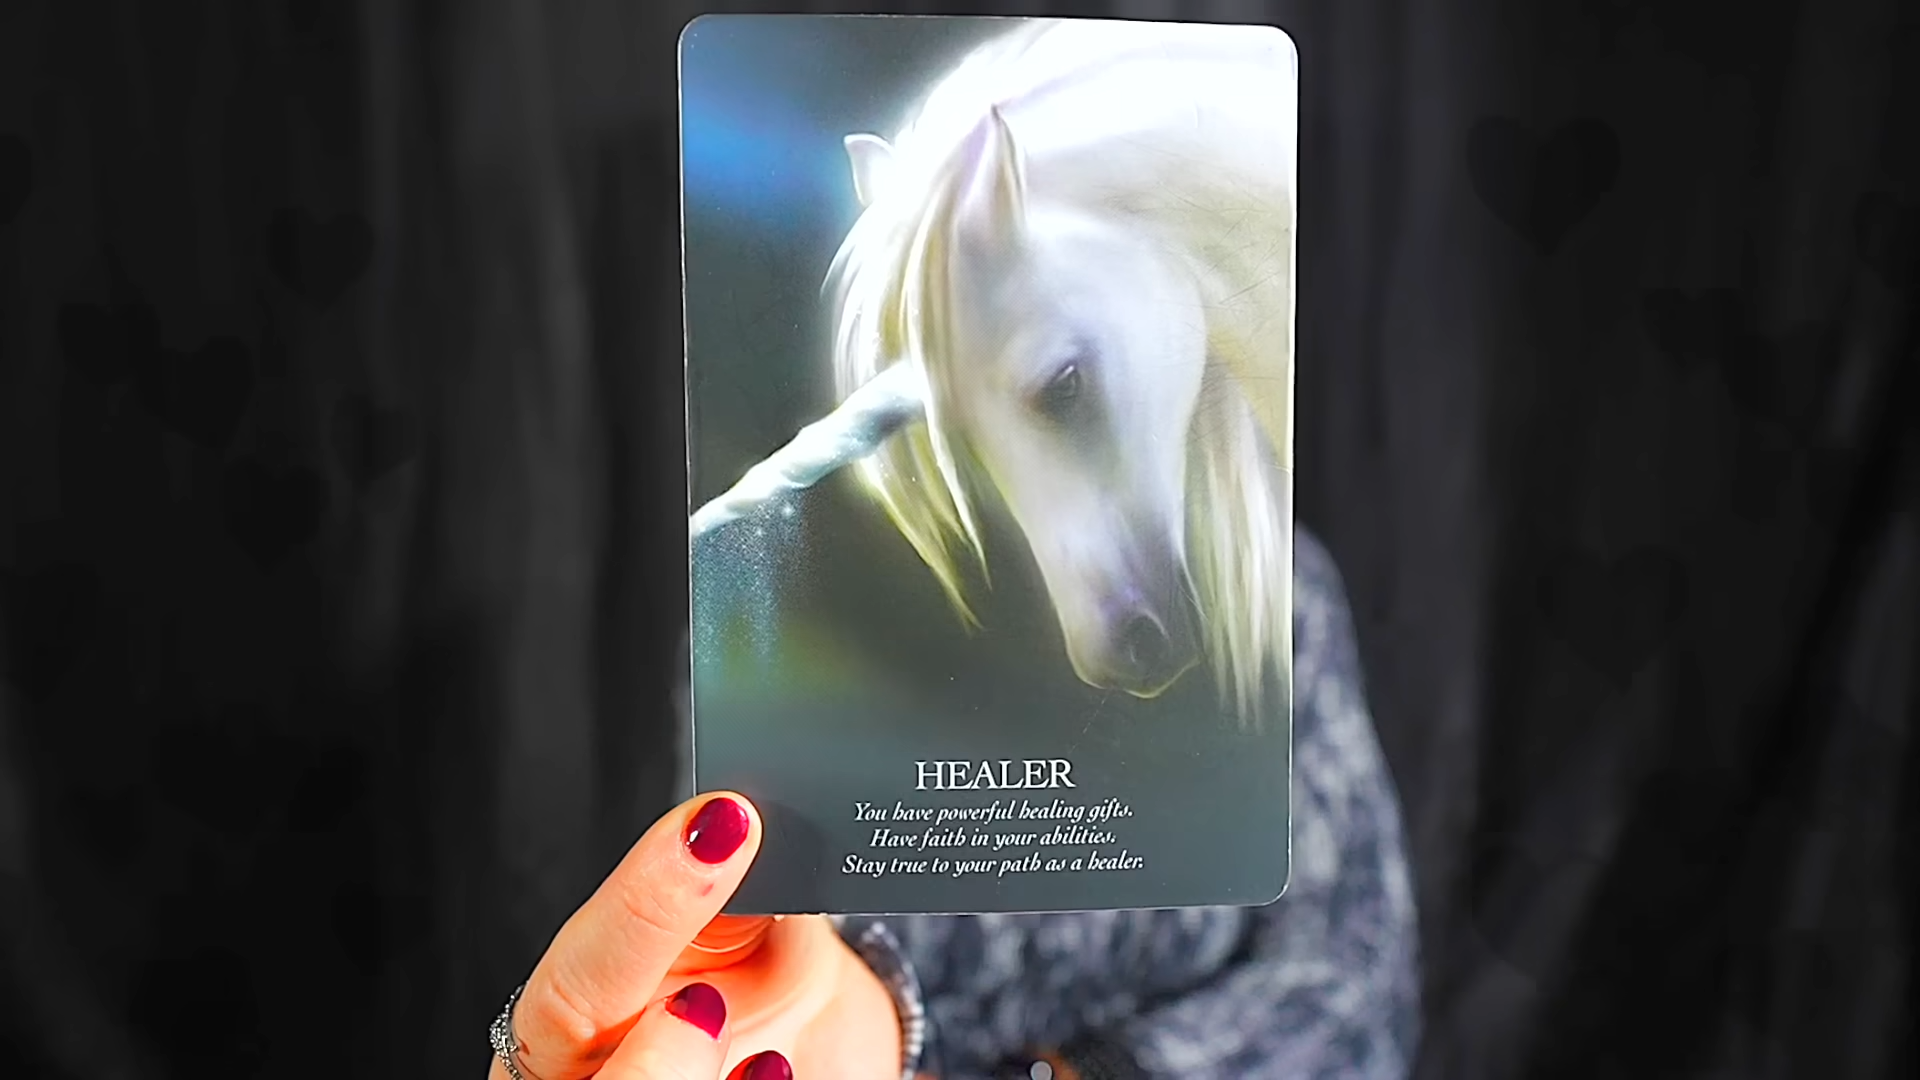 HEALER
You have powerful healing gifts.
Have faith in your abilities.
Stay true to your path as a healer.